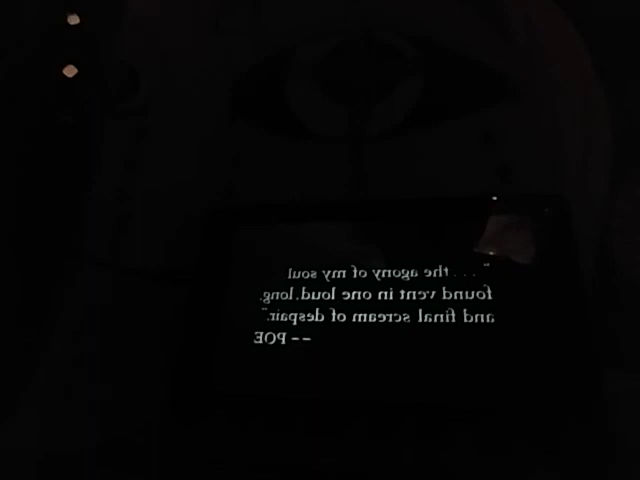 ". . . the agony of my soul
found vent in one loud, long,
and final scream of despair."
-- POE